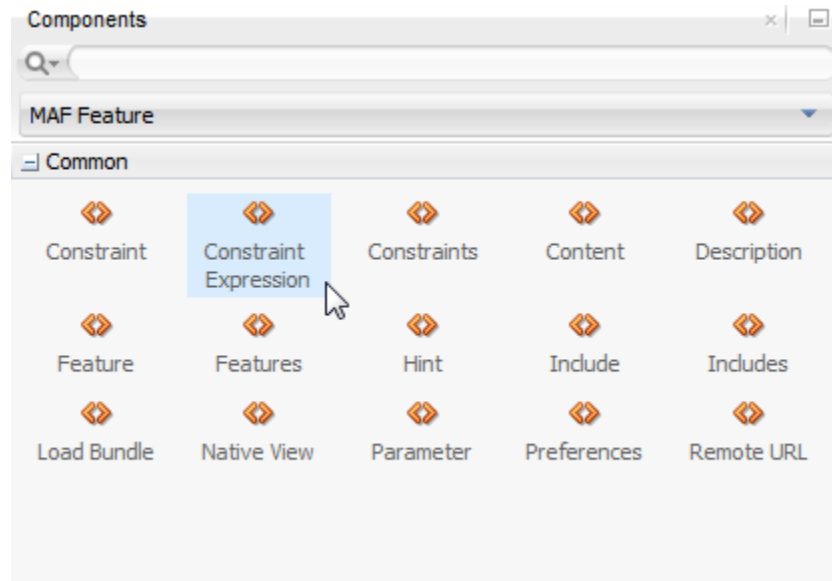 Components
MAF Feature
Common
Constraint Constraint Expression Constraints Content Description
Feature Features Hint Include Includes
Load Bundle Native View Parameter Preferences Remote URL